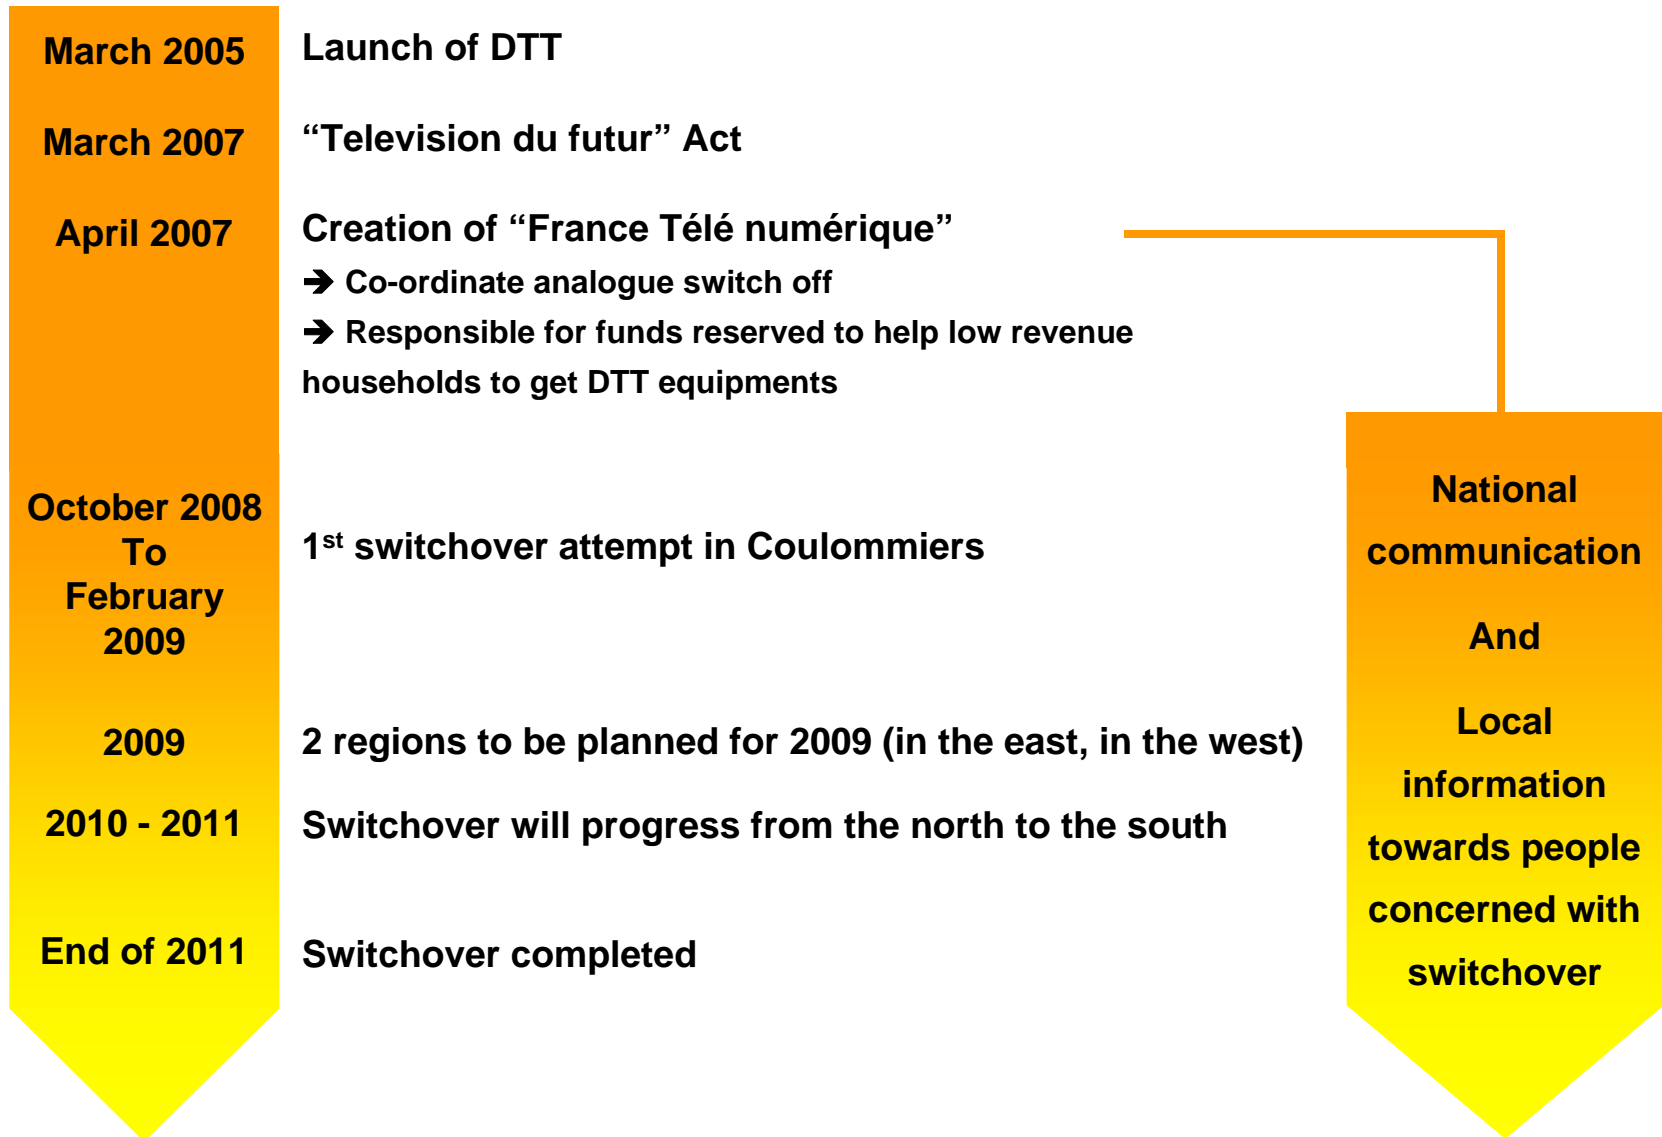 March 2005
Launch of DTT
March 2007
“Television du futur” Act
April 2007
Creation of “France Télé numérique”
➔ Co-ordinate analogue switch off
➔ Responsible for funds reserved to help low revenue
households to get DTT equipments
October 2008
To
February
2009
1st switchover attempt in Coulommiers
2009
2 regions to be planned for 2009 (in the east, in the west)
2010 - 2011
Switchover will progress from the north to the south
End of 2011
Switchover completed
National
communication
And
Local
information
towards people
concerned with
switchover